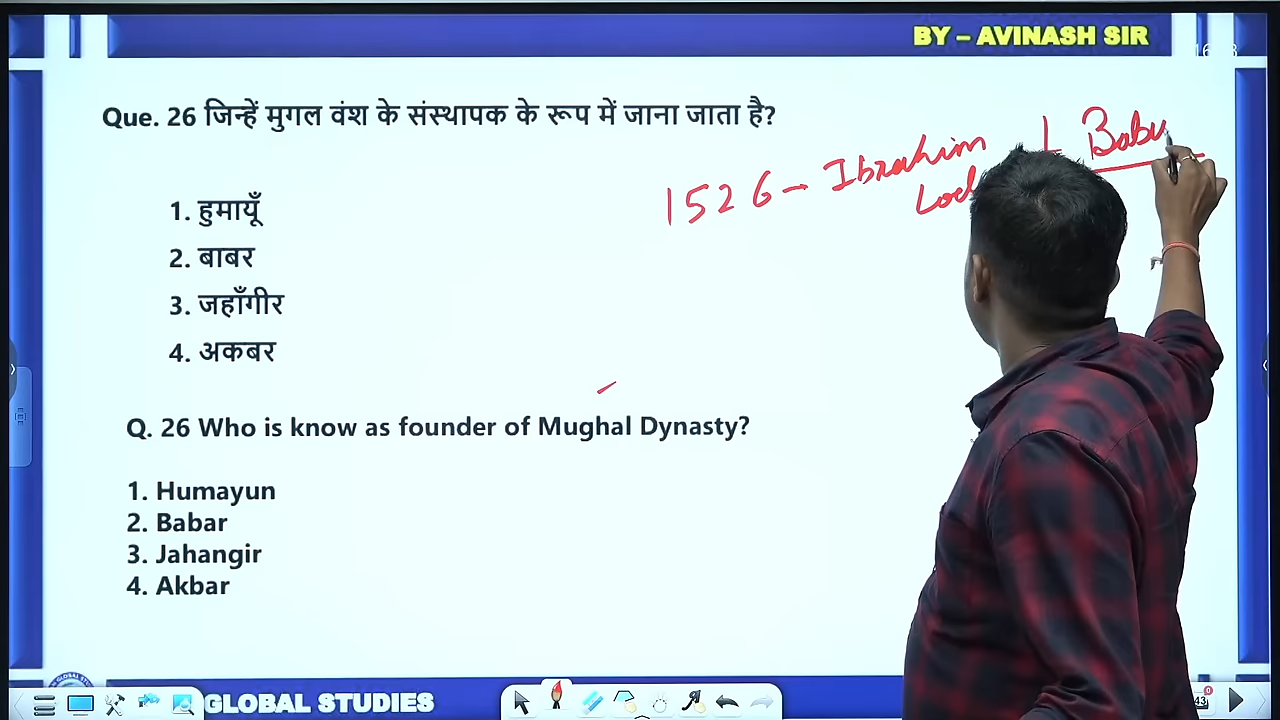 BY – AVINASH SIR
Que. 26 जिन्हें मुगल वंश के संस्थापक के रूप में जाना जाता है?
1526 – Ibrahim
Babu
1. हुमायूँ
2. बाबर
3. जहाँगीर
4. अकबर
Q. 26 Who is know as founder of Mughal Dynasty?
1. Humayun
2. Babar
3. Jahangir
4. Akbar
GLOBAL STUDIES